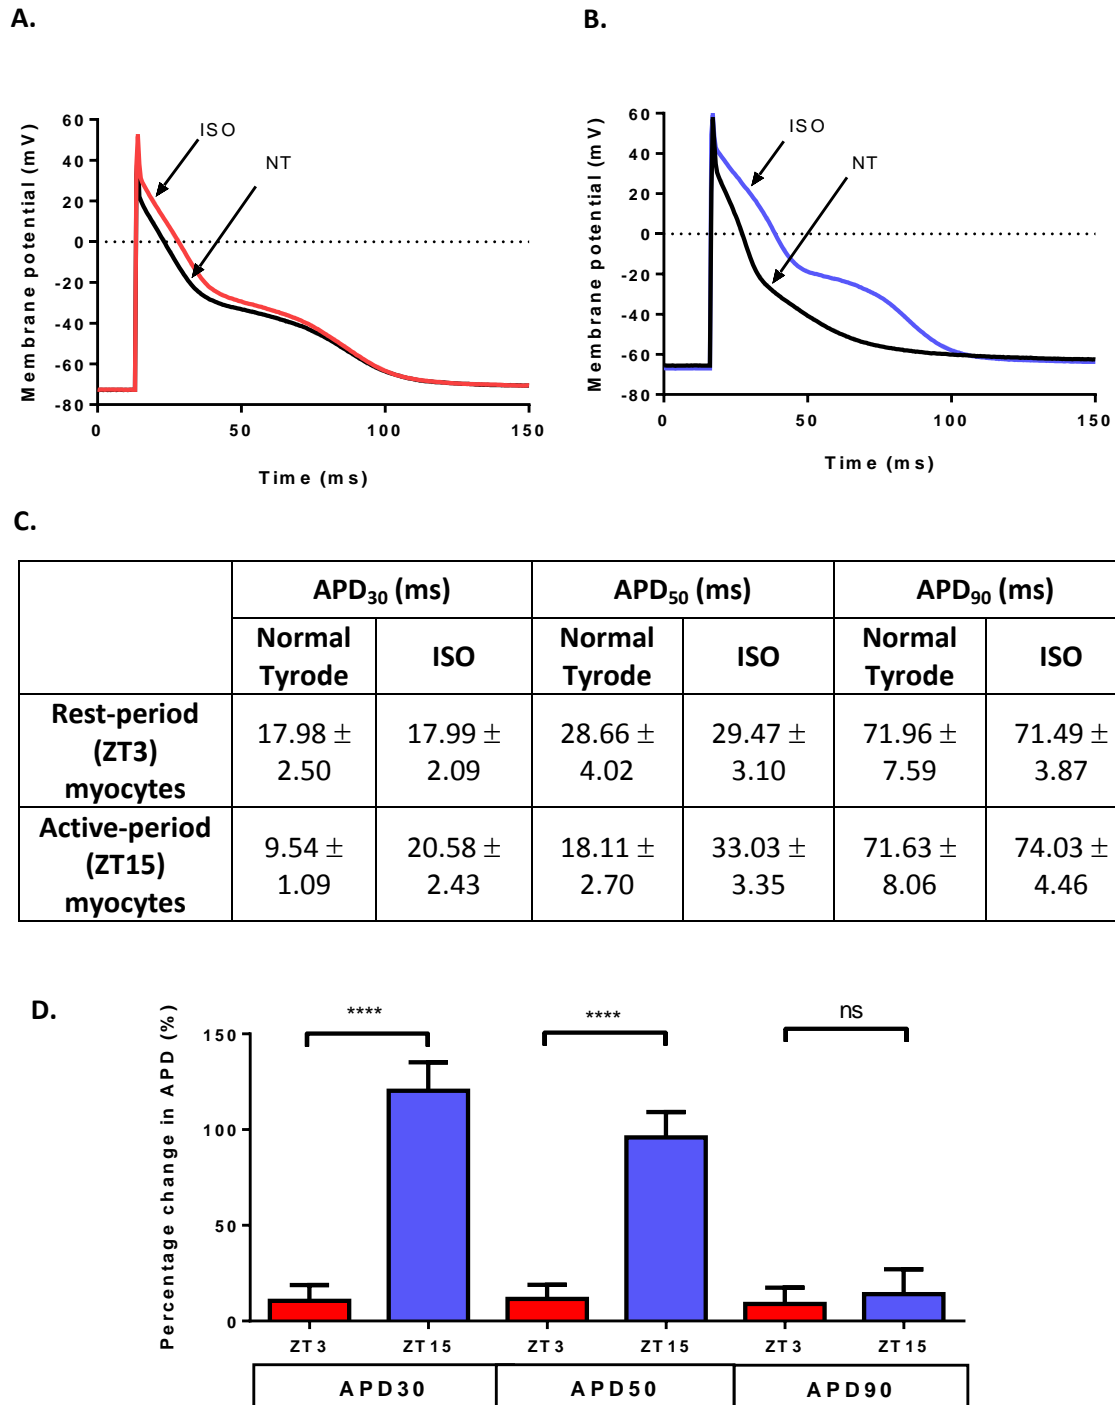 A.
B.
Membrane potential (mV)
60
40
20
0
-20
-40
-60
-80
ISO
NT
0
50
100
150
Time (ms)
Membrane potential (mV)
60
40
20
0
-20
-40
-60
-80
ISO
NT
0
50
100
150
Time (ms)
C.
APD30 (ms) APD50 (ms) APD90 (ms)
Normal Tyrode ISO Normal Tyrode ISO Normal Tyrode ISO
Rest-period (ZT3) myocytes 17.98 ± 2.50 17.99 ± 2.09 28.66 ± 4.02 29.47 ± 3.10 71.96 ± 7.59 71.49 ± 3.87
Active-period (ZT15) myocytes 9.54 ± 1.09 20.58 ± 2.43 18.11 ± 2.70 33.03 ± 3.35 71.63 ± 8.06 74.03 ± 4.46
D.
Percentage change in APD (%)
150
100
50
0
**** **** ns
ZT3 ZT15 ZT3 ZT15 ZT3 ZT15
APD30 APD50 APD90